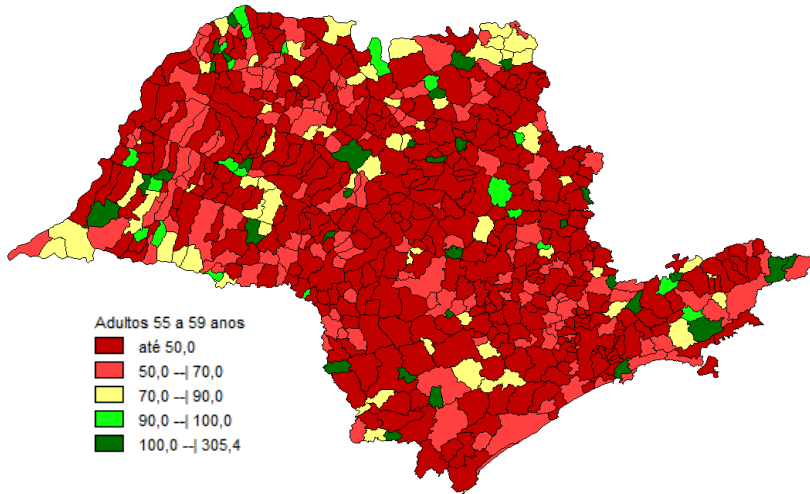 Adultos 55 a 59 anos
até 50,0
50,0 --| 70,0
70,0 --| 90,0
90,0 --| 100,0
100,0 --| 305,4